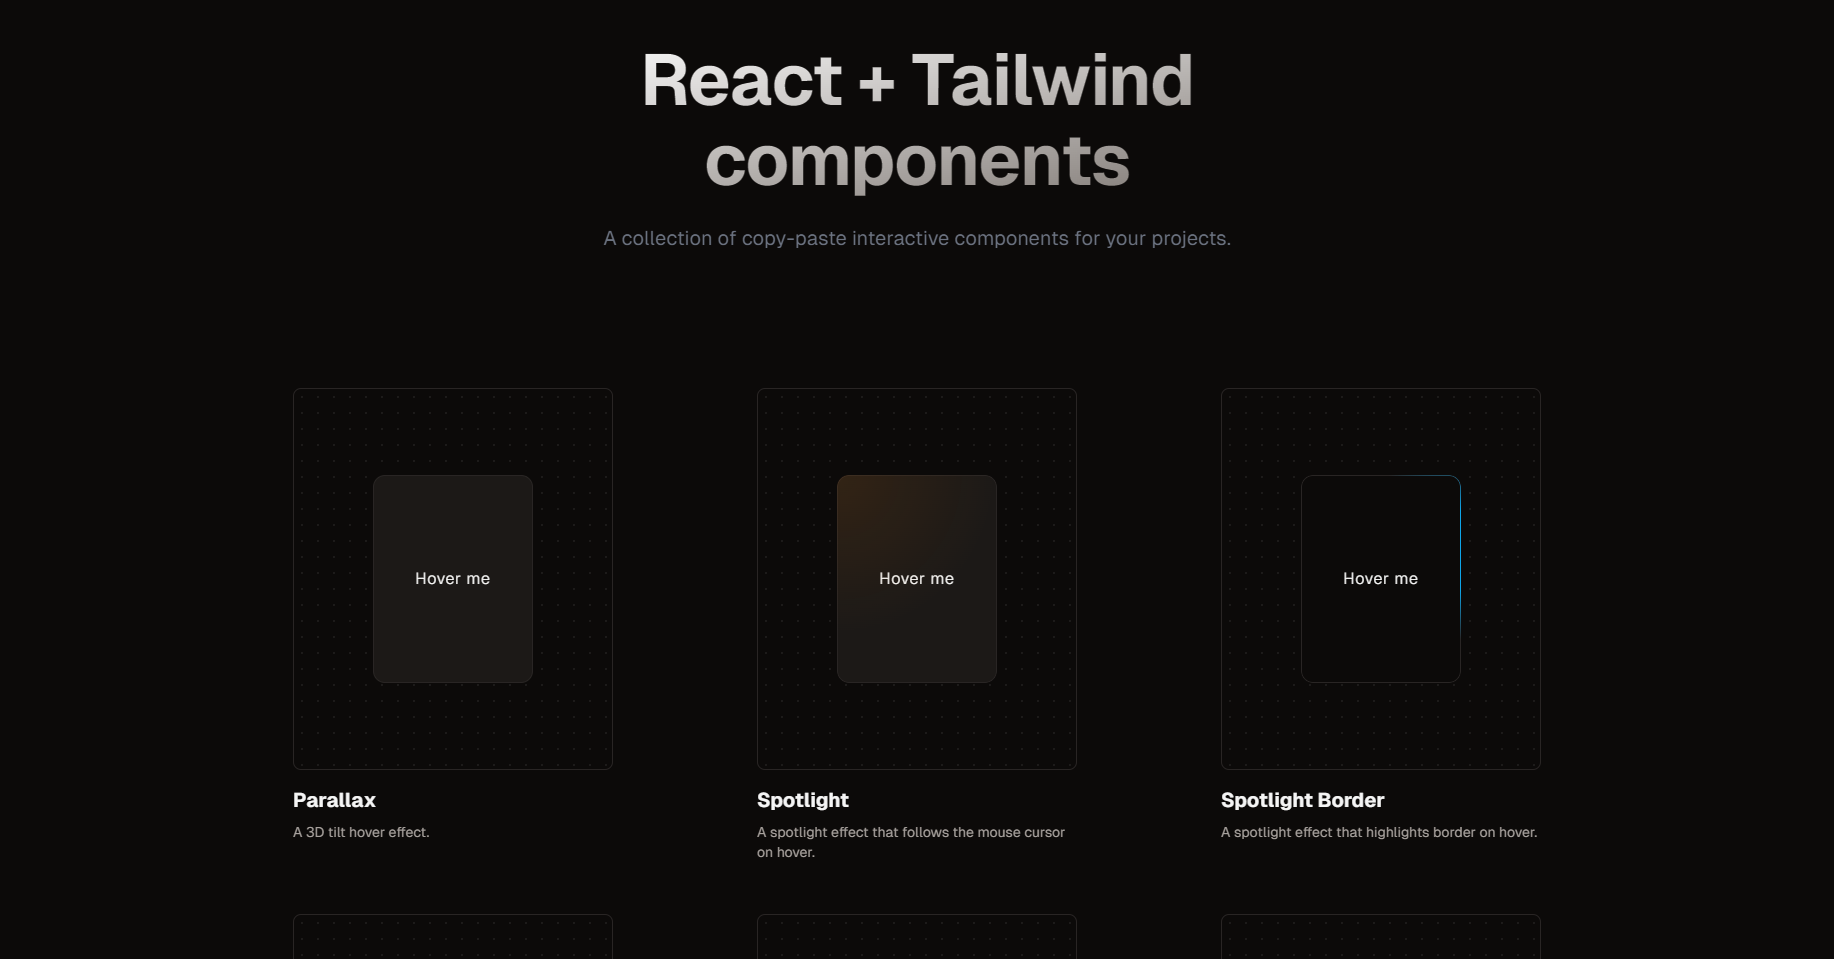 React + Tailwind
components
A collection of copy-paste interactive components for your projects.
Hover me
Hover me
Hover me
Parallax
A 3D tilt hover effect.
Spotlight
A spotlight effect that follows the mouse cursor
on hover.
Spotlight Border
A spotlight effect that highlights border on hover.